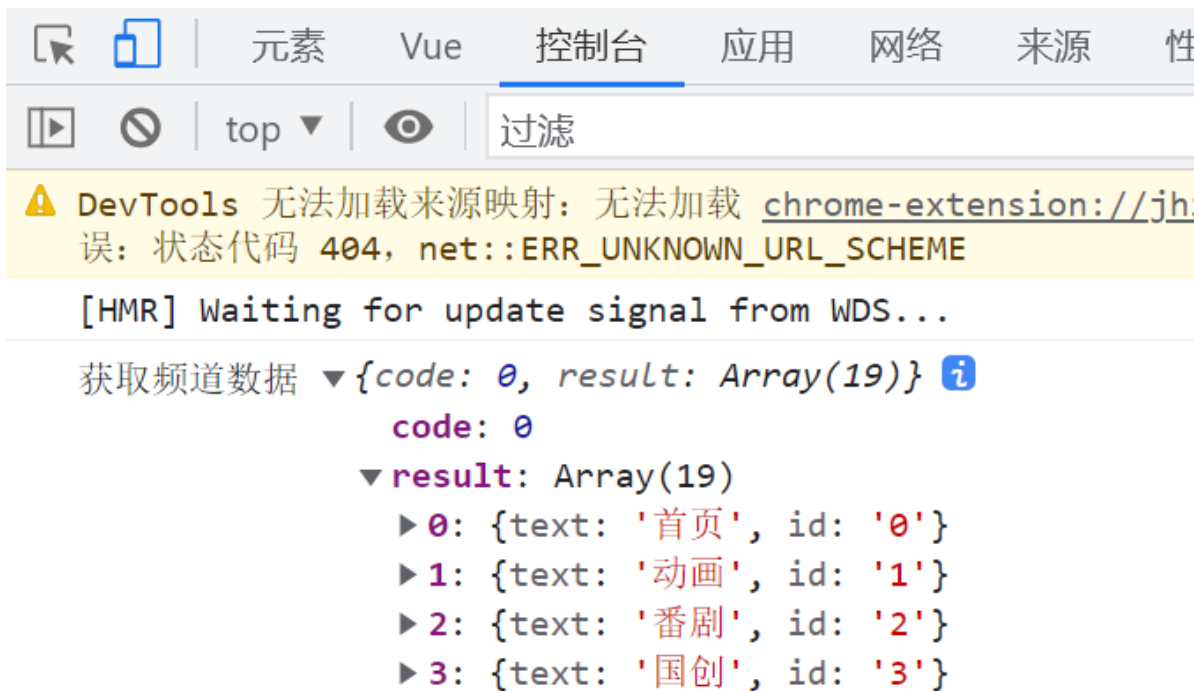 元素 Vue 控制台 应用 网络 来源
top 过滤
DevTools 无法加载来源映射：无法加载 chrome-extension://jh
误：状态代码 404，net::ERR_UNKNOWN_URL_SCHEME
[HMR] Waiting for update signal from WDS...
获取频道数据 ▼{code: 0, result: Array(19)}
code: 0
▼result: Array(19)
▶0: {text: '首页', id: '0'}
▶1: {text: '动画', id: '1'}
▶2: {text: '番剧', id: '2'}
▶3: {text: '国创', id: '3'}